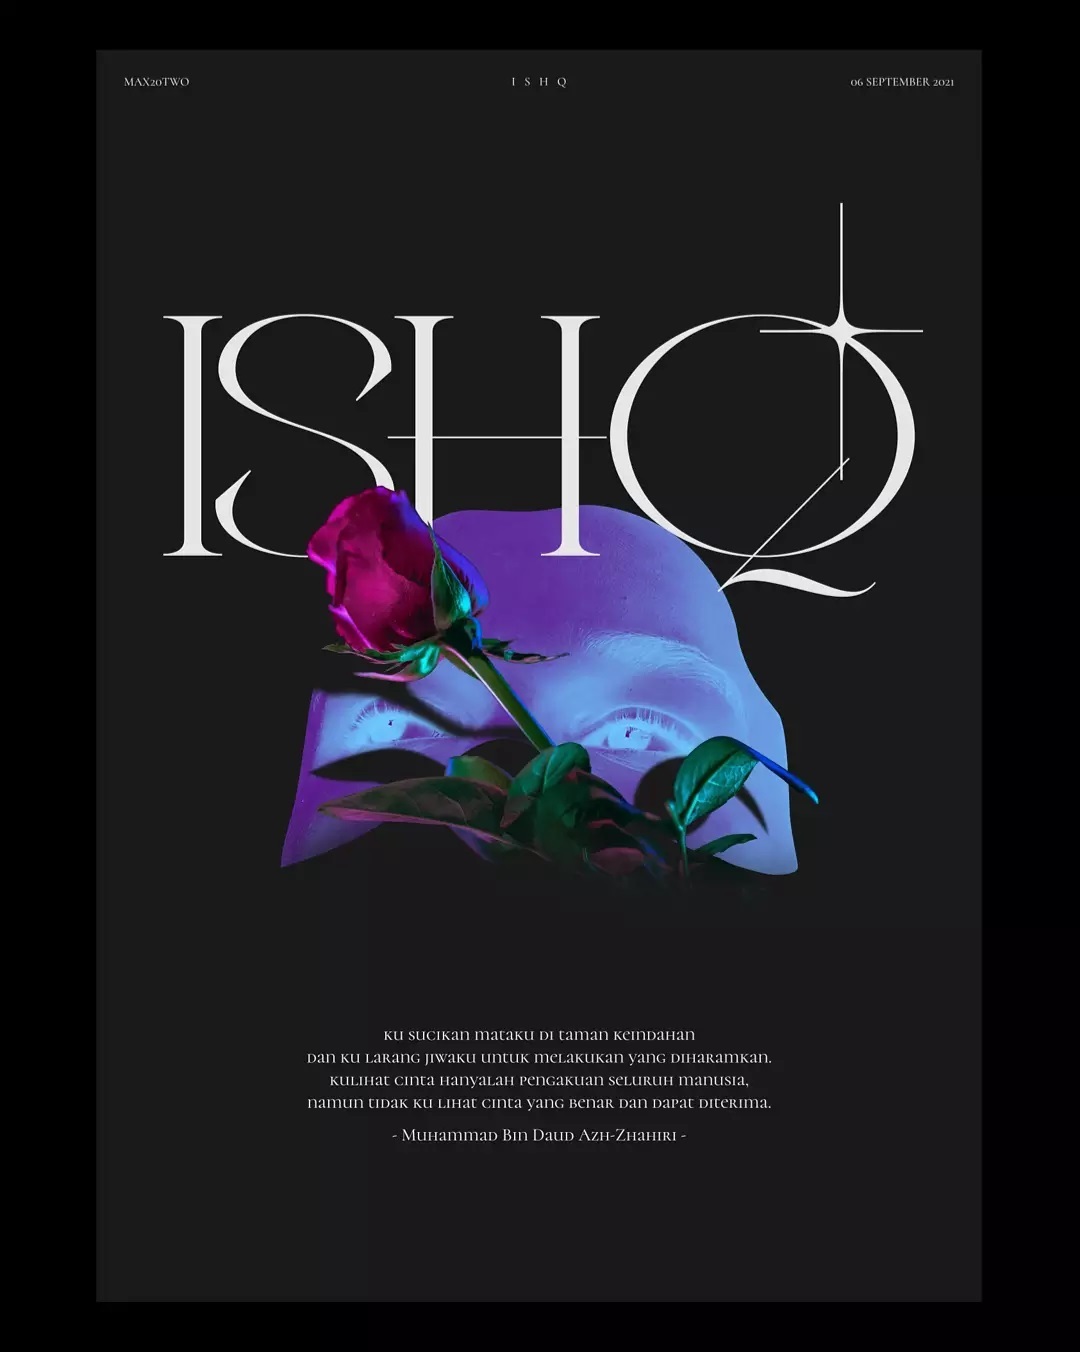 MAX20TWO
I S H Q
06 SEPTEMBER 2021
ISHQ
KU SUCIKAN MATAKU DI TAMAN KEINDAHAN
DAN KU LARANG JIWAKU UNTUK MELAKUKAN YANG DIHARAMKAN.
KULIHAT CINTA HANYALAH PENGAKUAN SELURUH MANUSIA,
NAMUN TIDAK KU LIHAT CINTA YANG BENAR DAN DAPAT DITERIMA.
- Muhammad Bin Daud Azh-Zhahiri -